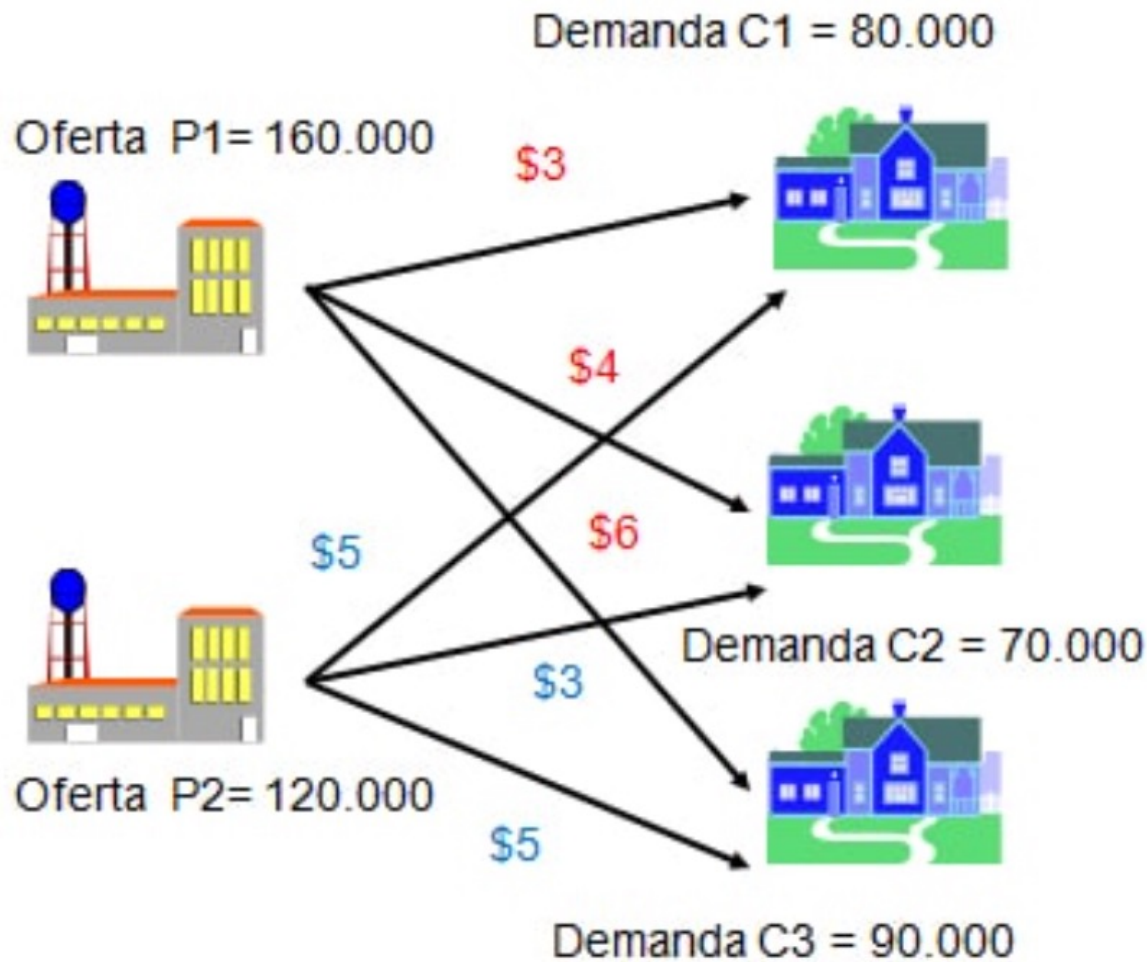 Demanda C1 = 80.000
Oferta P1= 160.000
$3
$4
$5
$6
Demanda C2 = 70.000
$3
Oferta P2= 120.000
$5
Demanda C3 = 90.000